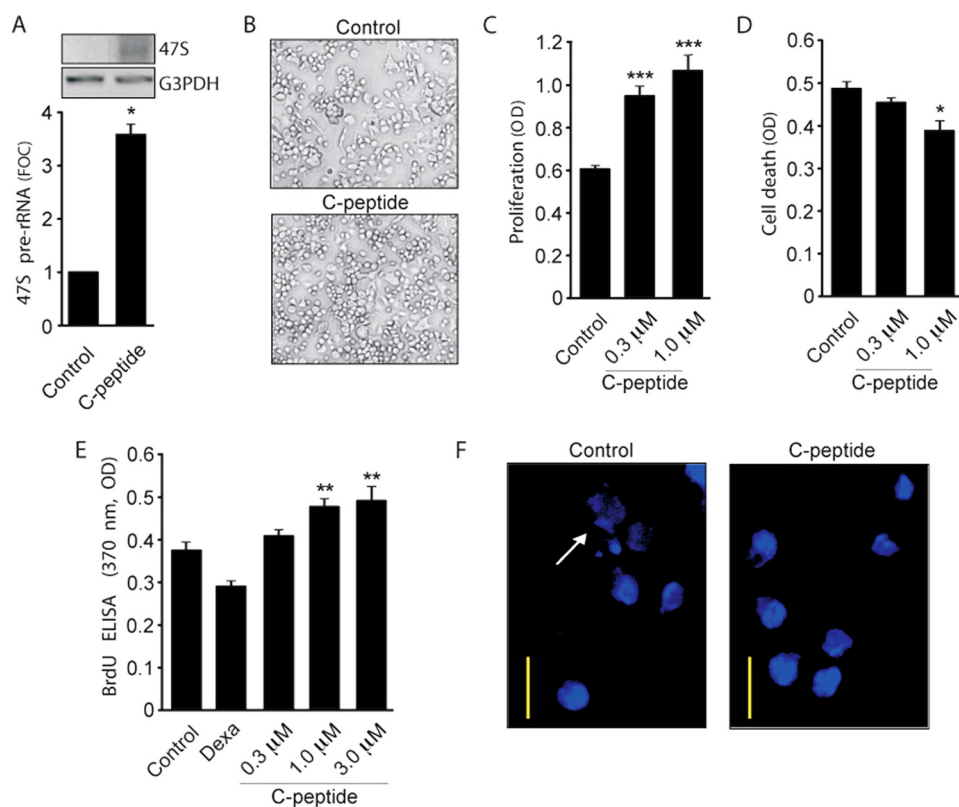 A
47S
G3PDH
47S pre-rRNA (FOC)
4
3
2
1
0
*
Control
C-peptide
B
Control
C-peptide
C
Proliferation (OD)
1.2
1.0
0.8
0.6
0.4
0.2
0
***
***
Control
0.3 μM
1.0 μM
C-peptide
D
Cell death (OD)
0.6
0.5
0.4
0.3
0.2
0.1
0
*
Control
0.3 μM
1.0 μM
C-peptide
E
BrdU ELISA (370 nm, OD)
0.6
0.5
0.4
0.3
0.2
0.1
0
**
**
Control
Dexa
0.3 μM
1.0 μM
3.0 μM
C-peptide
F
Control
C-peptide